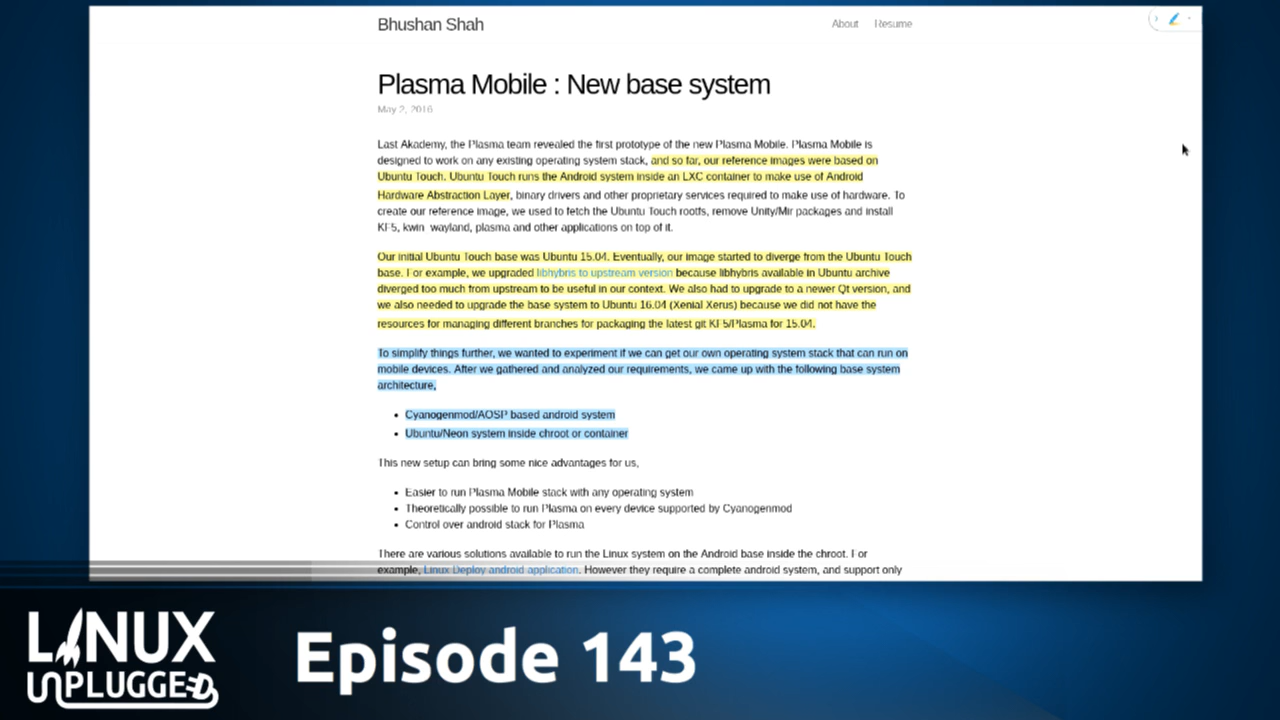 Bhushan Shah
About Resume
Plasma Mobile : New base system
May 2, 2016
Last Akademy, the Plasma team revealed the first prototype of the new Plasma Mobile. Plasma Mobile is
designed to work on any existing operating system stack, and so far, our reference images were based on
Ubuntu Touch. Ubuntu Touch runs the Android system inside an LXC container to make use of Android
Hardware Abstraction Layer, binary drivers and other proprietary services required to make use of hardware. To
create our reference image, we used to fetch the Ubuntu Touch rootfs, remove Unity/Mir packages and install
KF5, kwin wayland, plasma and other applications on top of it.
Our initial Ubuntu Touch base was Ubuntu 15.04. Eventually, our image started to diverge from the Ubuntu Touch
base. For example, we upgraded libhybris to upstream version because libhybris available in Ubuntu archive
diverged too much from upstream to be useful in our context. We also had to upgrade to a newer Qt version, and
we also needed to upgrade the base system to Ubuntu 16.04 (Xenial Xerus) because we did not have the
resources for managing different branches for packaging the latest git KF5/Plasma for 15.04.
To simplify things further, we wanted to experiment if we can get our own operating system stack that can run on
mobile devices. After we gathered and analyzed our requirements, we came up with the following base system
architecture,
• Cyanogenmod/AOSP based android system
• Ubuntu/Neon system inside chroot or container
This new setup can bring some nice advantages for us,
• Easier to run Plasma Mobile stack with any operating system
• Theoretically possible to run Plasma on every device supported by Cyanogenmod
• Control over android stack for Plasma
There are various solutions available to run the Linux system on the Android base inside the chroot. For
example, Linux Deploy android application. However they require a complete android system, and support only
LINUX
UNPLUGGED
Episode 143